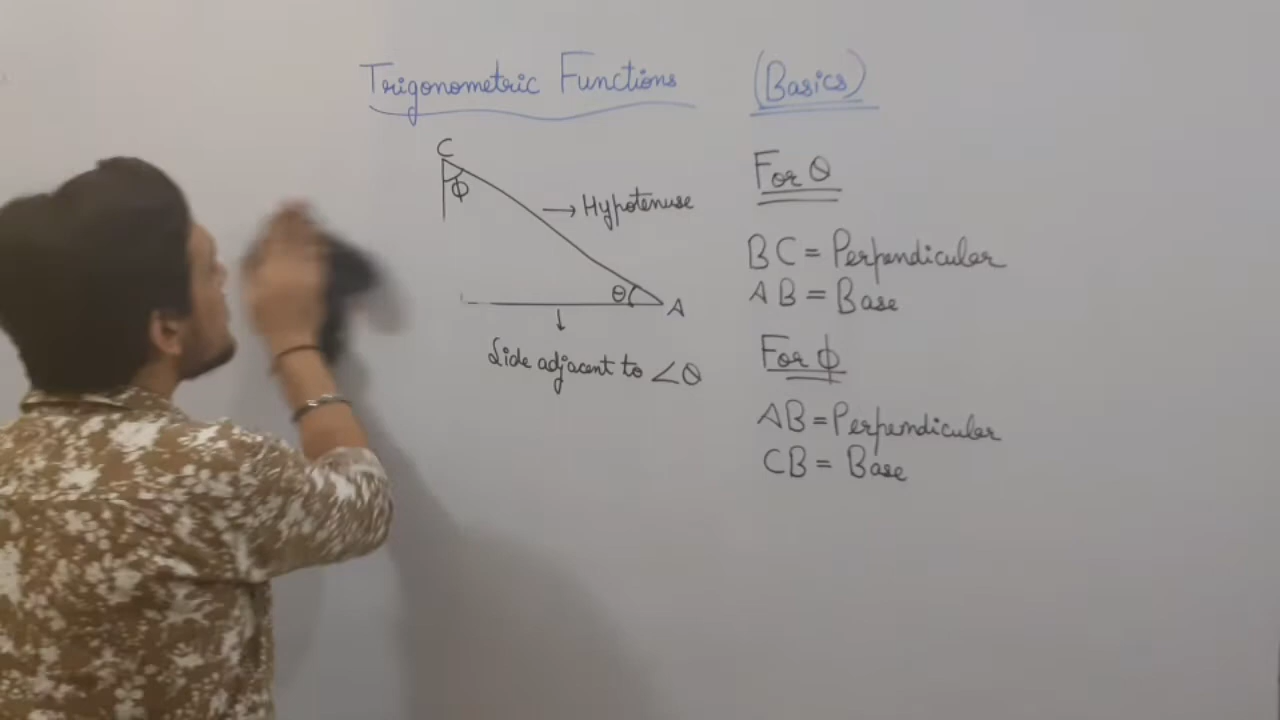 Trigonometric Functions (Basics)
C
ϕ
→ Hypotenuse
θ
A
Side adjacent to ∠θ
For θ
BC = Perpendicular
AB = Base
For ϕ
AB = Perpendicular
CB = Base